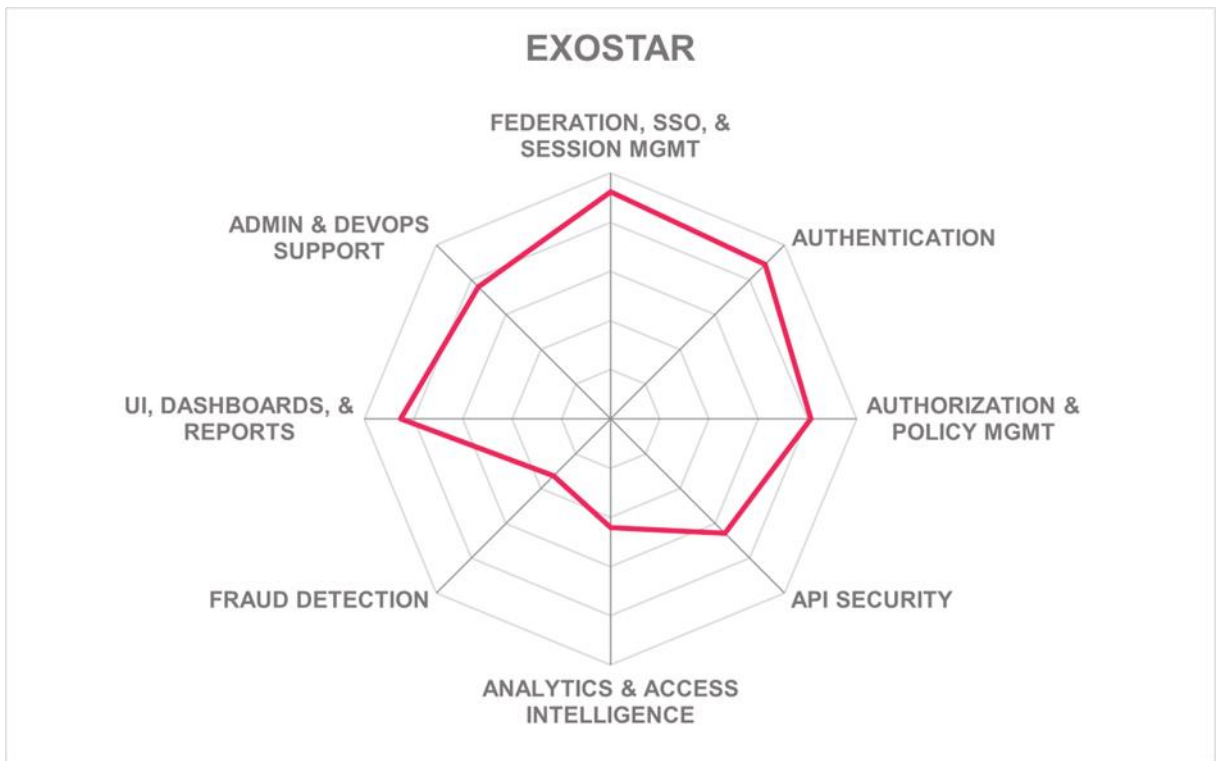 EXOSTAR
FEDERATION, SSO, &
SESSION MGMT
ADMIN & DEVOPS
SUPPORT
AUTHENTICATION
UI, DASHBOARDS, &
REPORTS
AUTHORIZATION &
POLICY MGMT
FRAUD DETECTION
API SECURITY
ANALYTICS & ACCESS
INTELLIGENCE